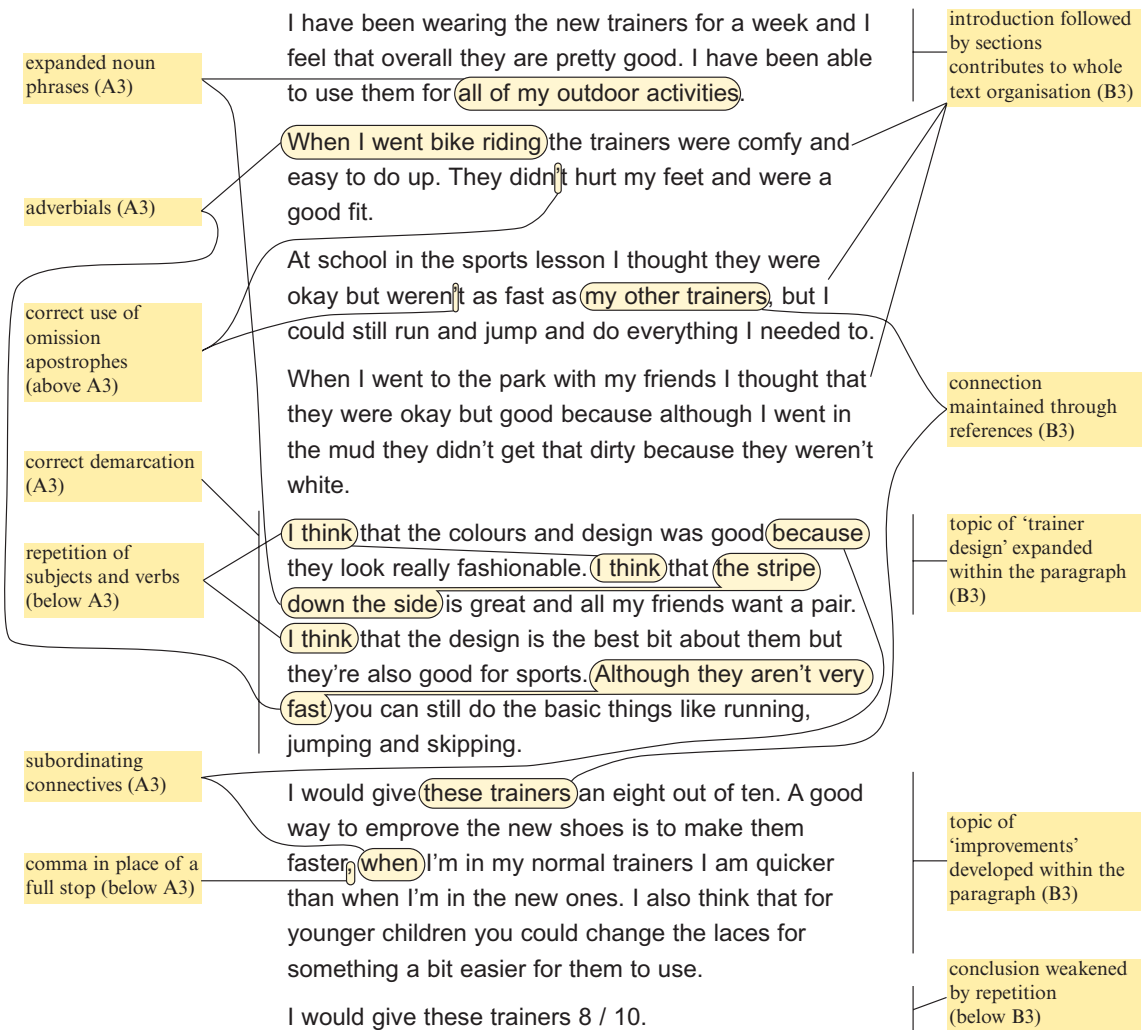 I have been wearing the new trainers for a week and I
feel that overall they are pretty good. I have been able
to use them for all of my outdoor activities.
When I went bike riding the trainers were comfy and
easy to do up. They didn't hurt my feet and were a
good fit.
At school in the sports lesson I thought they were
okay but weren't as fast as my other trainers, but I
could still run and jump and do everything I needed to.
When I went to the park with my friends I thought that
they were okay but good because although I went in
the mud they didn't get that dirty because they weren't
white.
I think that the colours and design was good because
they look really fashionable. I think that the stripe
down the side is great and all my friends want a pair.
I think that the design is the best bit about them but
they're also good for sports. Although they aren't very
fast you can still do the basic things like running,
jumping and skipping.
I would give these trainers an eight out of ten. A good
way to emprove the new shoes is to make them
faster, when I'm in my normal trainers I am quicker
than when I'm in the new ones. I also think that for
younger children you could change the laces for
something a bit easier for them to use.
I would give these trainers 8 / 10.
expanded noun
phrases (A3)
adverbials (A3)
correct use of
omission
apostrophes
(above A3)
correct demarcation
(A3)
repetition of
subjects and verbs
(below A3)
subordinating
connectives (A3)
comma in place of a
full stop (below A3)
introduction followed
by sections
contributes to whole
text organisation (B3)
connection
maintained through
references (B3)
topic of ‘trainer
design’ expanded
within the paragraph
(B3)
topic of
‘improvements’
developed within the
paragraph (B3)
conclusion weakened
by repetition
(below B3)